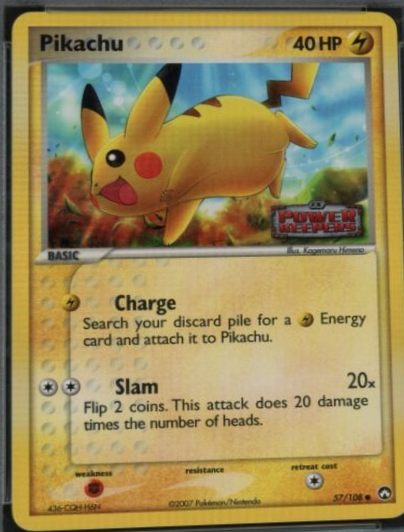 Pikachu 40 HP
POWER
KEEPERS
BASIC
Illus. Kagemaru Himeno
Charge
Search your discard pile for a Energy
card and attach it to Pikachu.
Slam 20x
Flip 2 coins. This attack does 20 damage
times the number of heads.
weakness resistance retreat cost
©2007 Pokémon/Nintendo
57/108